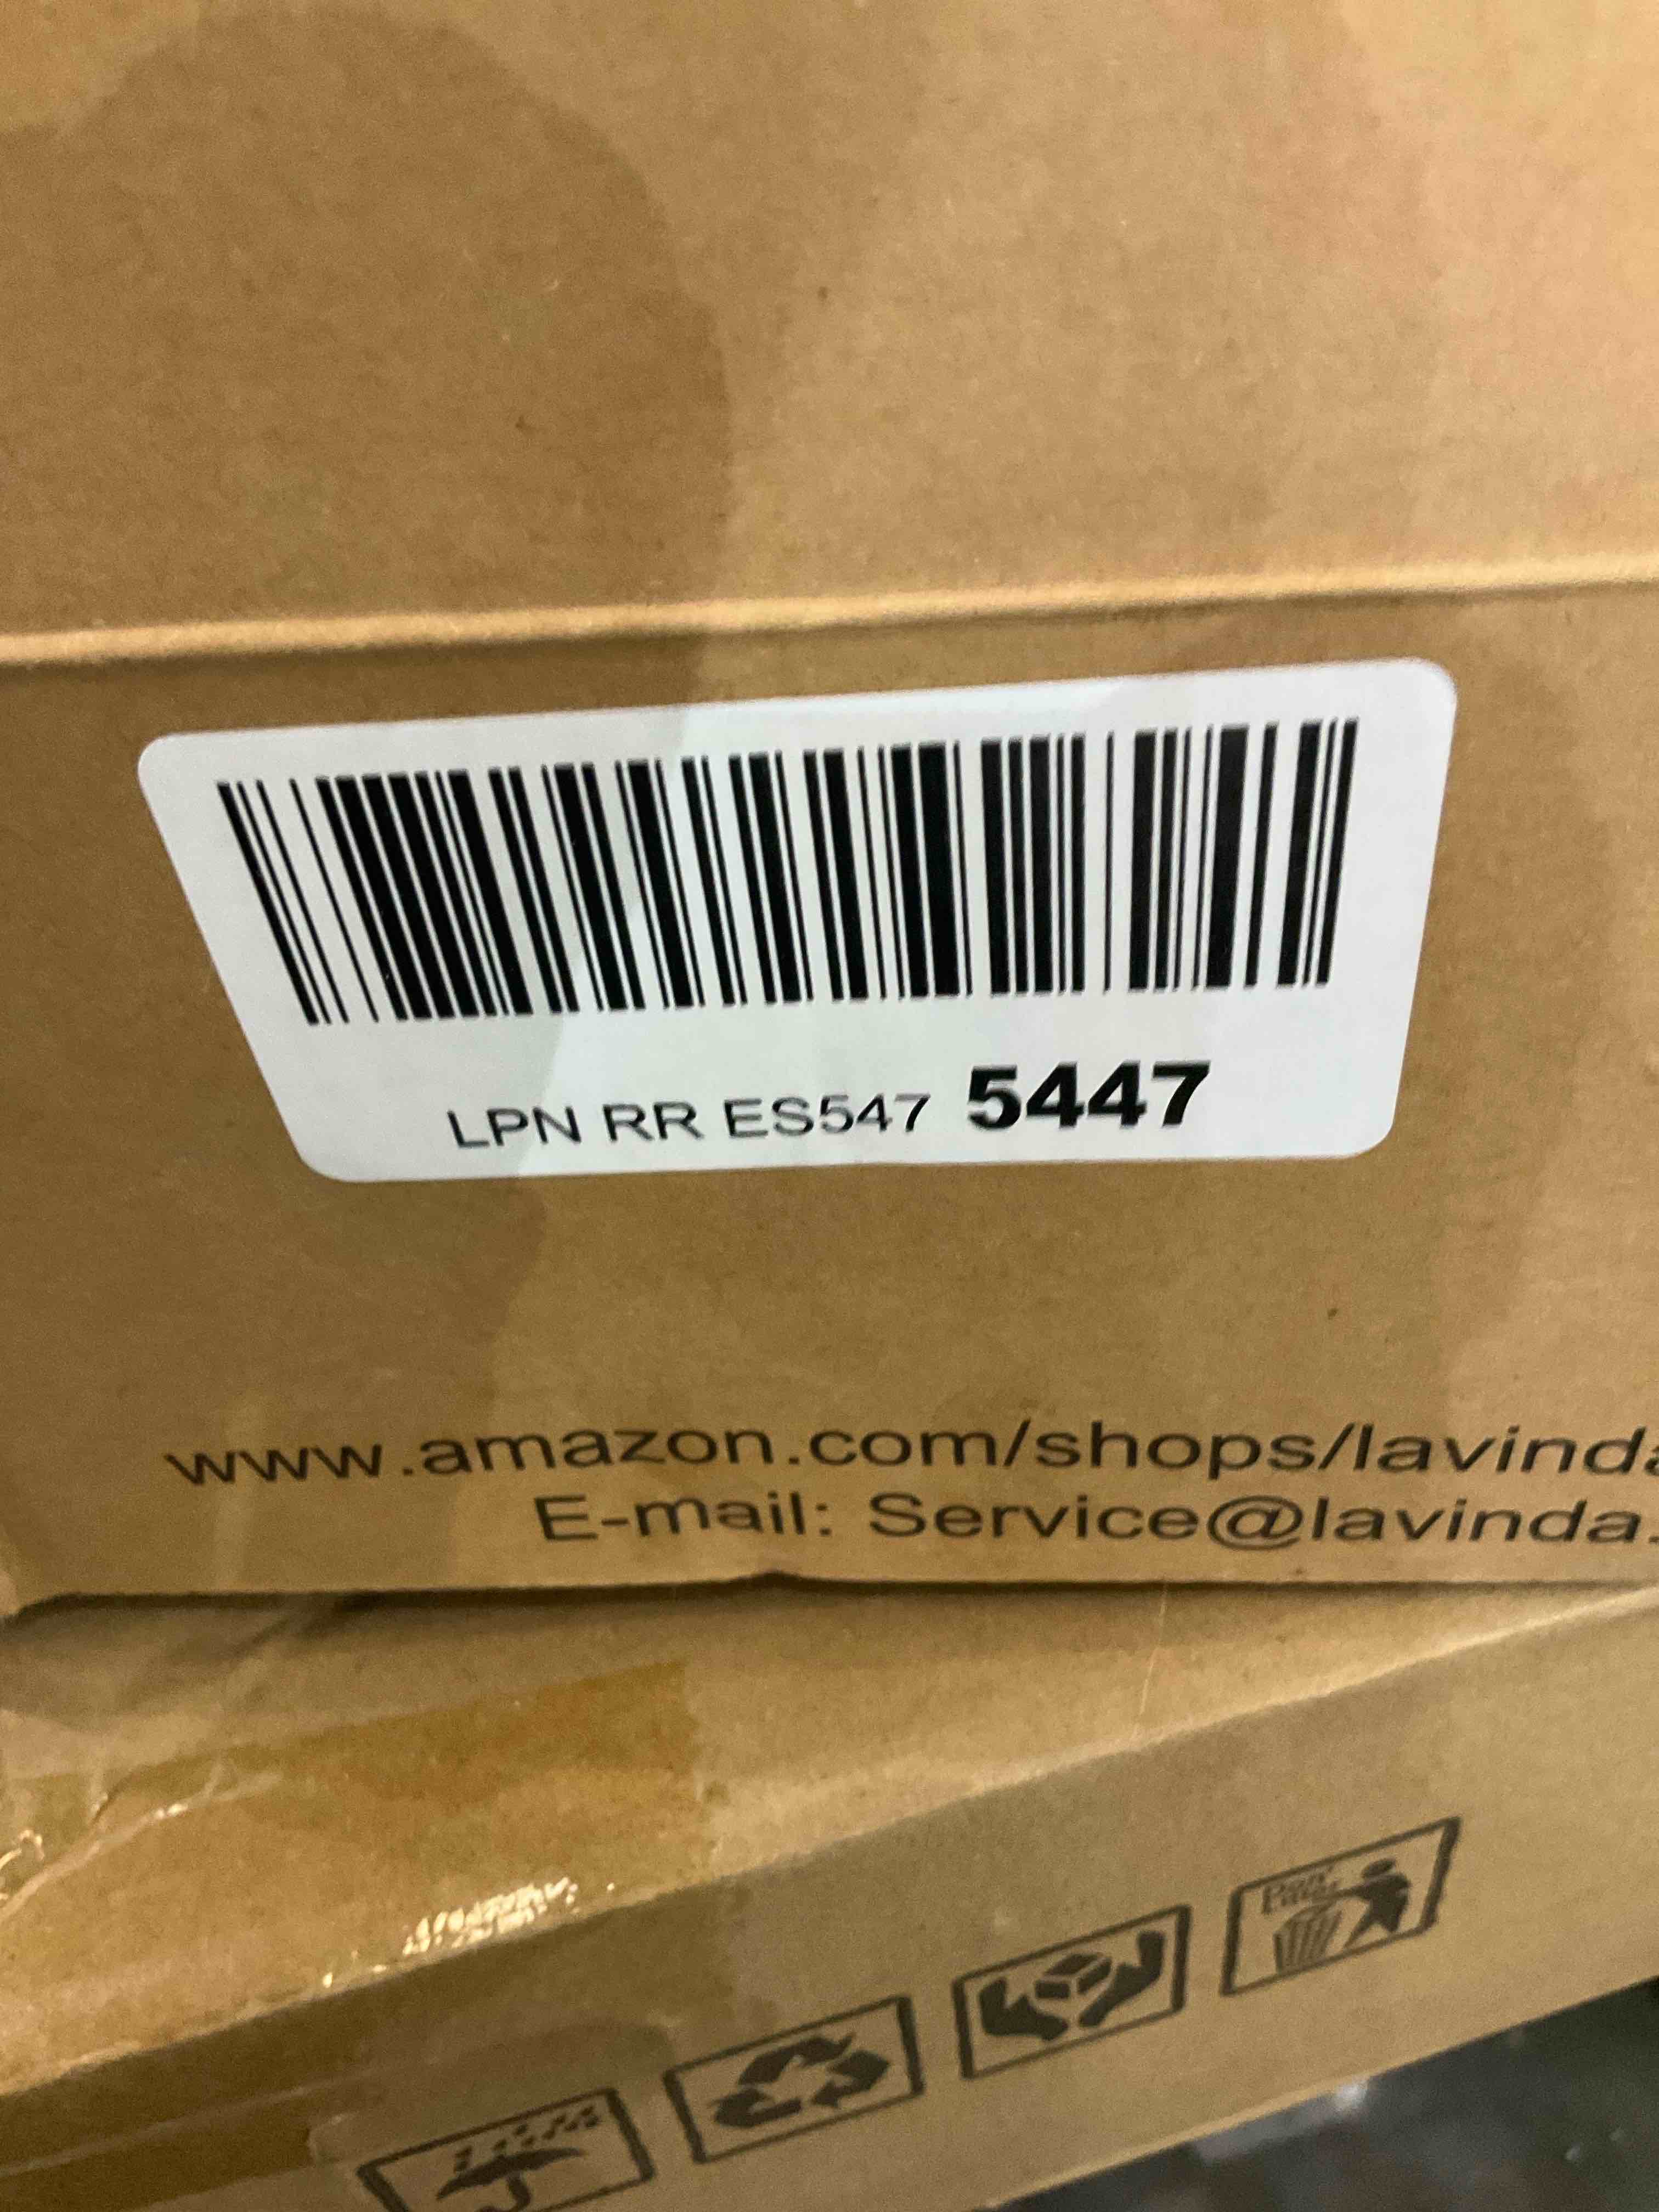 LPN RR ES547 5447
www.amazon.com/shops/lavinda
E-mail: Service@lavinda.